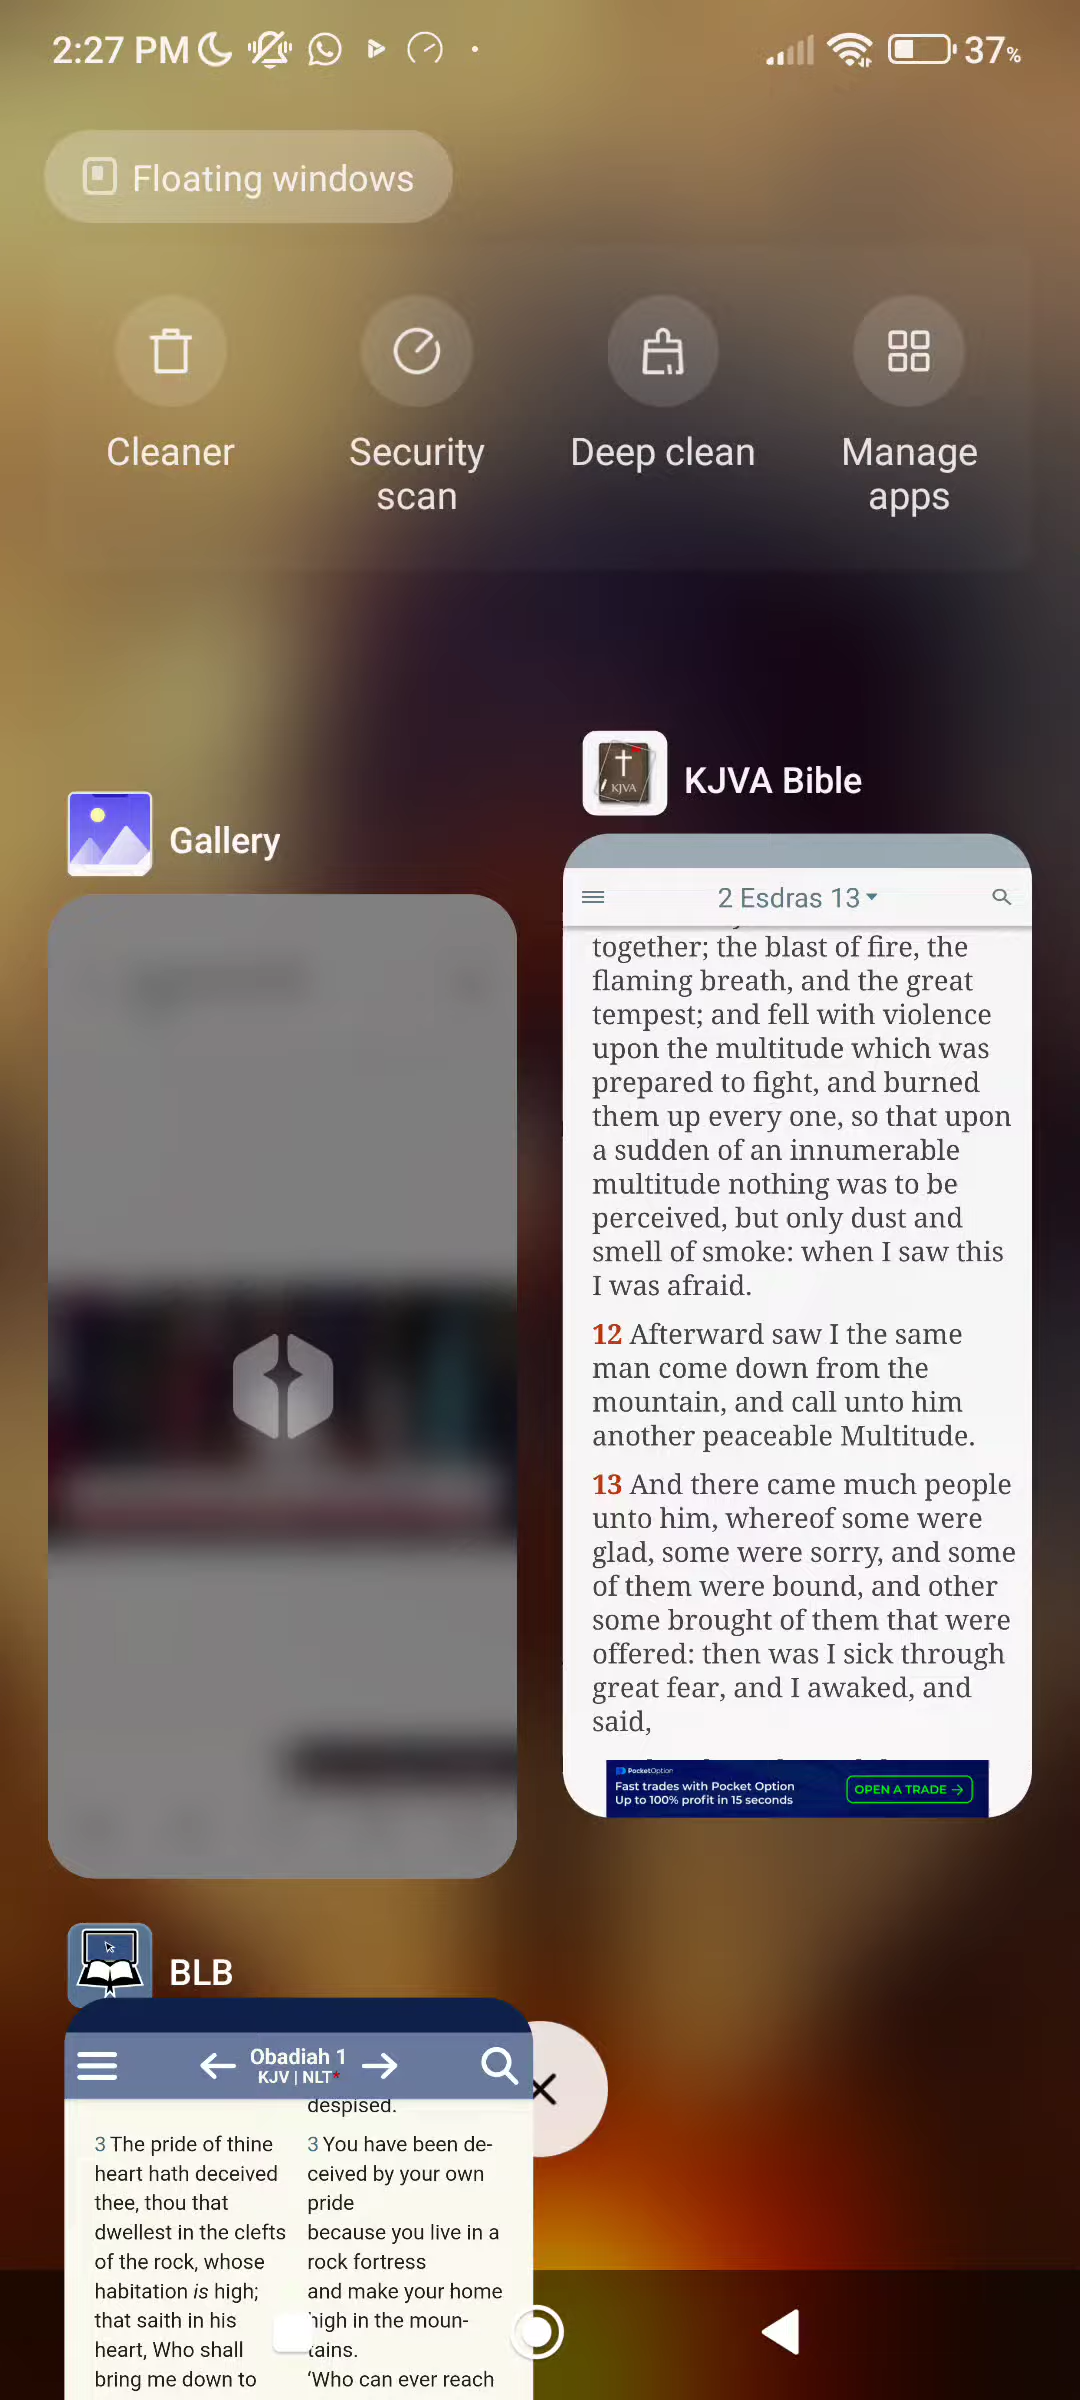 2:27 PM
37%
Floating windows
Cleaner
Security
scan
Deep clean
Manage
apps
Gallery
KJVA Bible
KJVA
2 Esdras 13
together; the blast of fire, the
flaming breath, and the great
tempest; and fell with violence
upon the multitude which was
prepared to fight, and burned
them up every one, so that upon
a sudden of an innumerable
multitude nothing was to be
perceived, but only dust and
smell of smoke: when I saw this
I was afraid.
12 Afterward saw I the same
man come down from the
mountain, and call unto him
another peaceable Multitude.
13 And there came much people
unto him, whereof some were
glad, some were sorry, and some
of them were bound, and other
some brought of them that were
offered: then was I sick through
great fear, and I awaked, and
said,
PocketOption
Fast trades with Pocket Option
Up to 100% profit in 15 seconds
OPEN A TRADE →
BLB
Obadiah 1
KJV | NLT*
3 The pride of thine
heart hath deceived
thee, thou that
dwellest in the clefts
of the rock, whose
habitation is high;
that saith in his
heart, Who shall
bring me down to
despised.
3 You have been de-
ceived by your own
pride
because you live in a
rock fortress
and make your home
high in the moun-
tains.
‘Who can ever reach